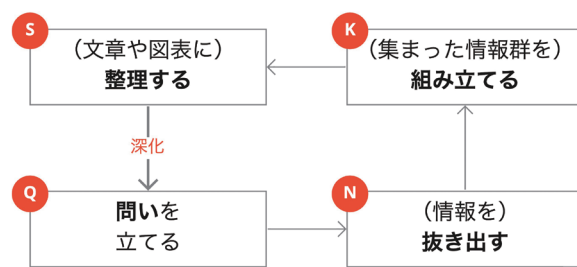 S
（文章や図表に）
整理する
K
（集まった情報群を）
組み立てる
深化
Q
問いを
立てる
N
（情報を）
抜き出す